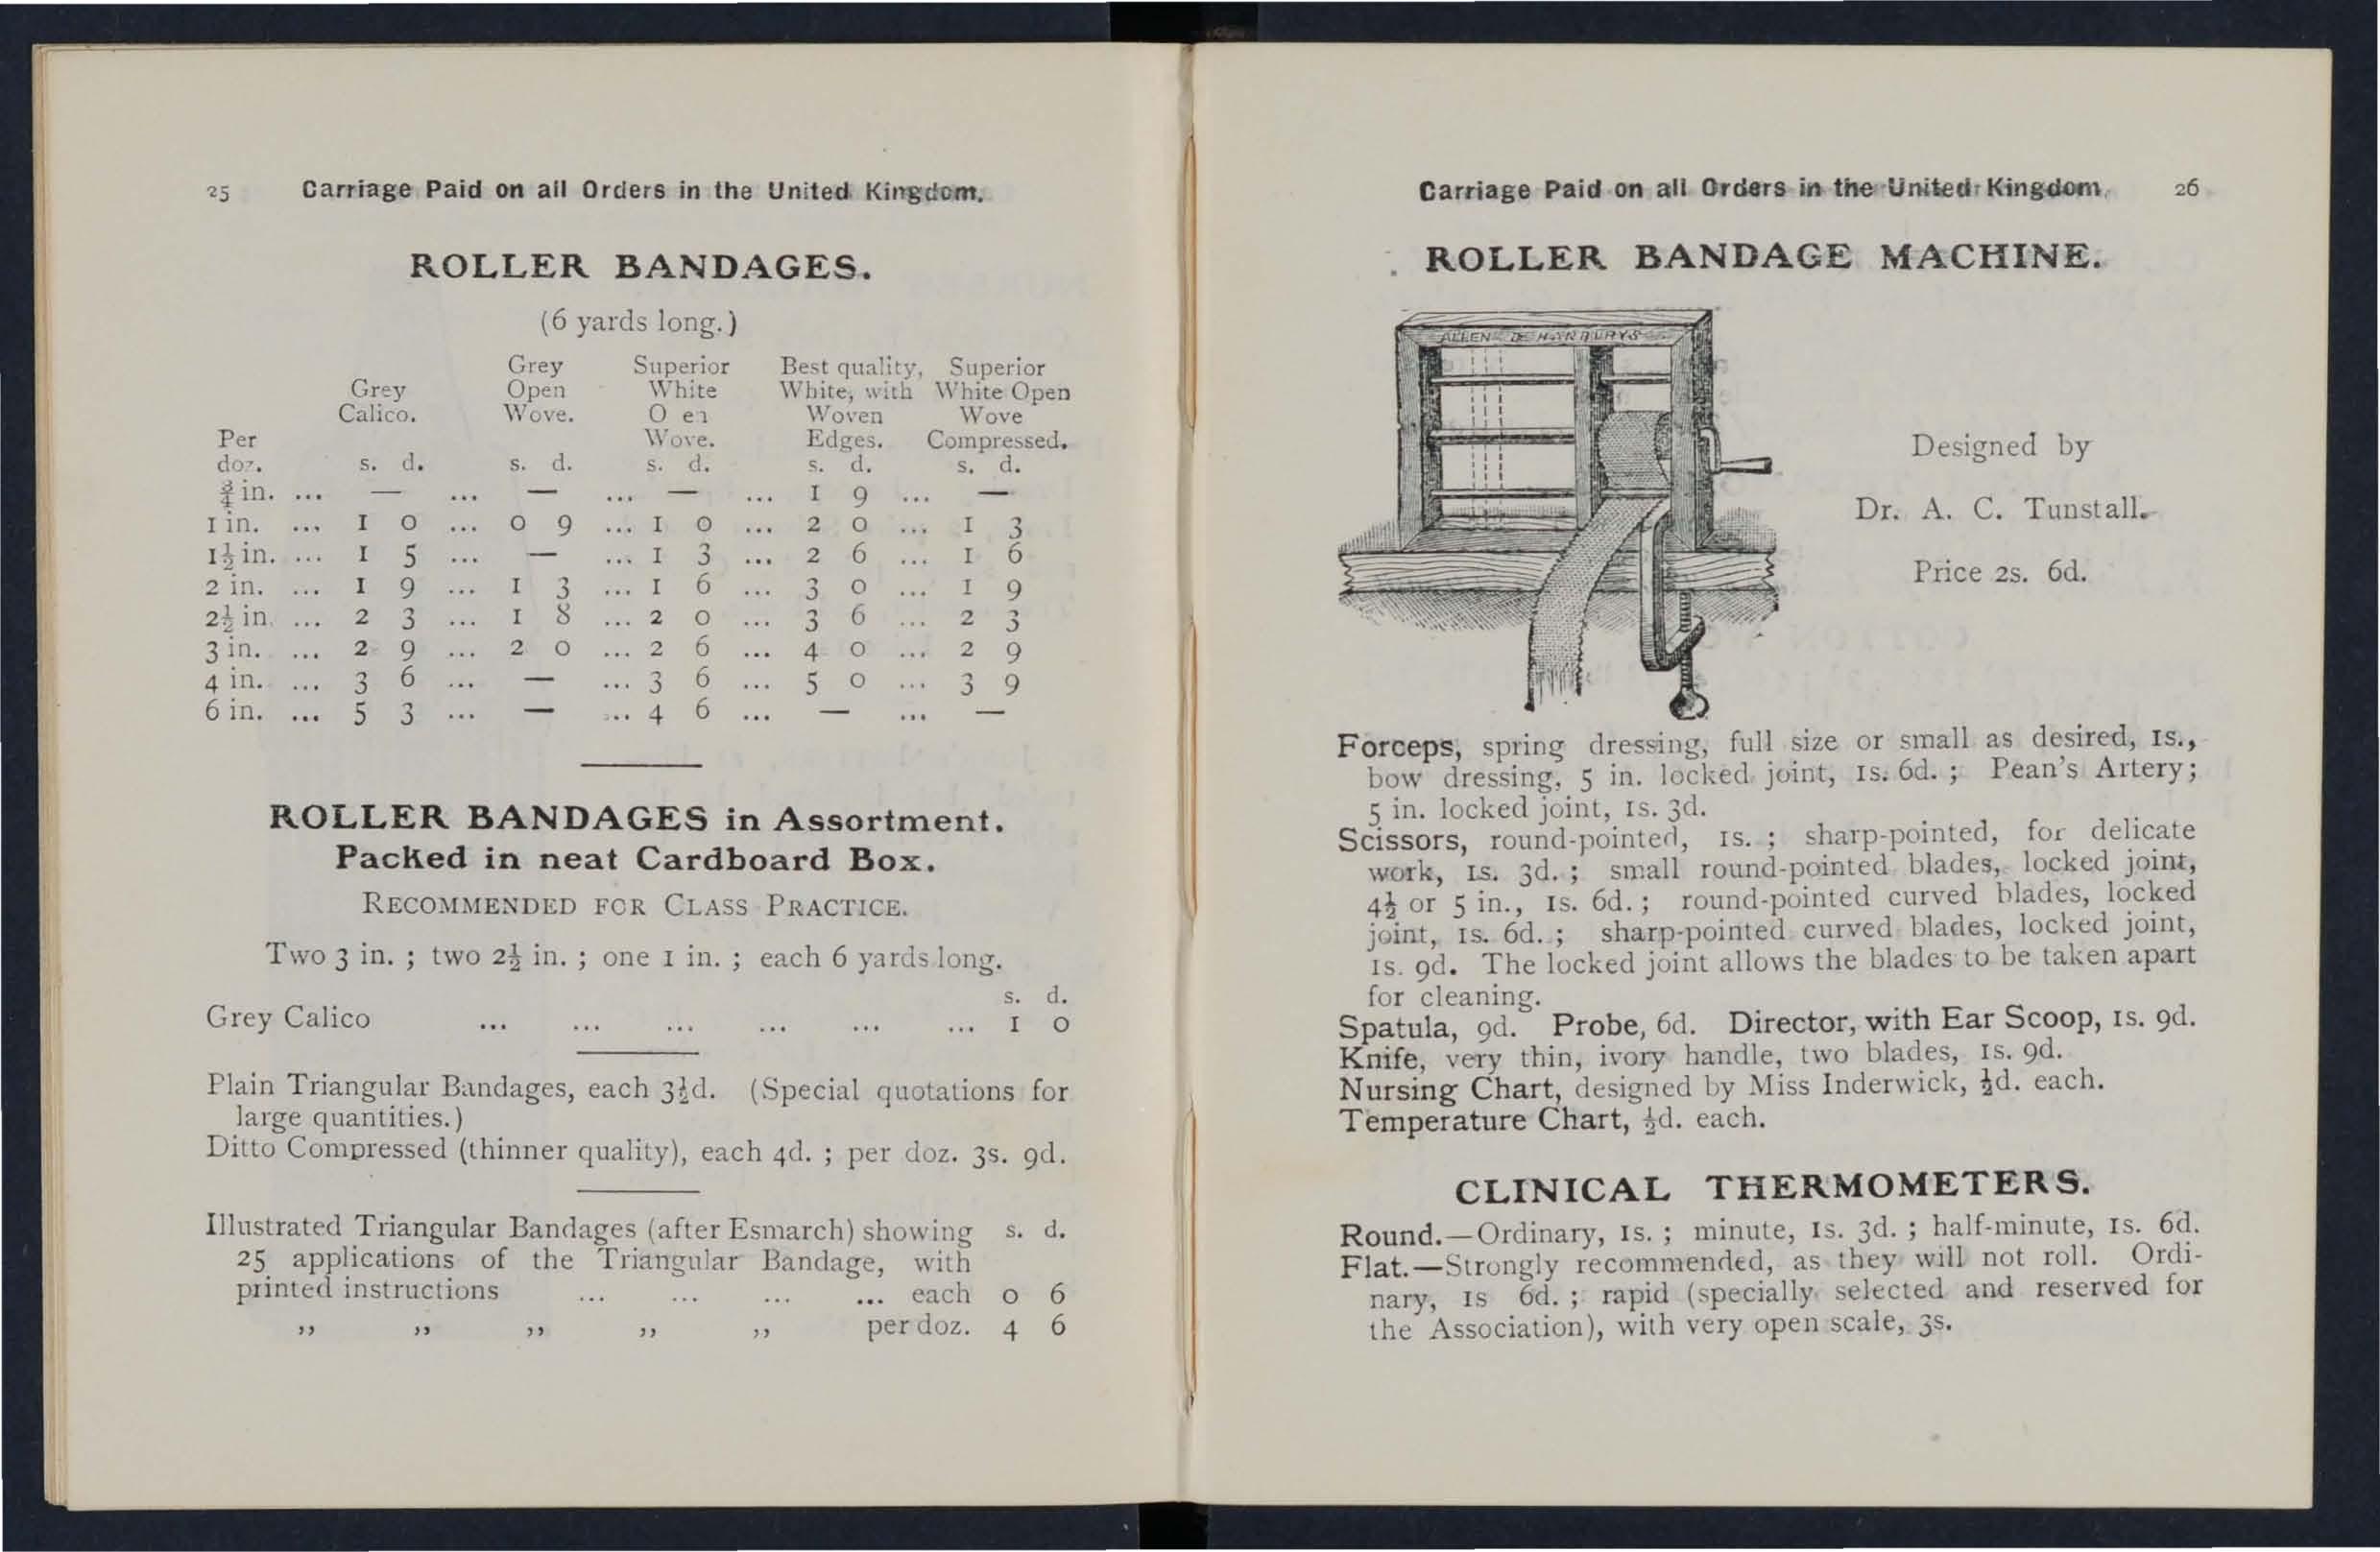 25 Carriage Paid on all Orders in the United Kingdom.
ROLLER BANDAGES.
(6 yards long.)
Grey Superior Best quality, Superior
Grey Open White White, with White Open
Calico. Wove. O en Woven Wove
Per Wove. Edges. Compressed.
doz. s. d. s. d. s. d. s. d. s. d.
¾ in. ... — ... — ... — ... 1 9 ... —
1 in. ... 1 0 ... 0 9 ... 1 0 ... 2 0 ... 1 3
1½ in. ... 1 5 ... — ... 1 3 ... 2 6 ... 1 6
2 in. ... 1 9 ... 1 3 ... 1 6 ... 3 0 ... 1 9
2½ in. ... 2 3 ... 1 8 ... 2 0 ... 3 6 ... 2 3
3 in. ... 2 9 ... 2 0 ... 2 6 ... 4 0 ... 2 9
4 in. ... 3 6 ... — ... 3 6 ... 5 0 ... 3 9
6 in. ... 5 3 ... — ... 4 6 ... — ... —
ROLLER BANDAGES in Assortment.
Packed in neat Cardboard Box.
RECOMMENDED FOR CLASS PRACTICE.
Two 3 in. ; two 2½ in. ; one 1 in. ; each 6 yards long.
s. d.
Grey Calico ... ... ... ... ... ... 1 0
Plain Triangular Bandages, each 3½d. (Special quotations for
large quantities.)
Ditto Compressed (thinner quality), each 4d. ; per doz. 3s. 9d.
Illustrated Triangular Bandages (after Esmarch) showing s. d.
25 applications of the Triangular Bandage, with
printed instructions ... ... ... ... each 0 6
,, ,, ,, ,, ,, per doz. 4 6
Carriage Paid on all Orders in the United Kingdom. 26
ROLLER BANDAGE MACHINE.
ALLEN & HANBURYS
Designed by
Dr. A. C. Tunstall.
Price 2s. 6d.
Forceps, spring dressing, full size or small as desired, 1s.,
bow dressing, 5 in. locked joint, 1s. 6d. ; Pean's Artery;
5 in. locked joint, 1s. 3d.
Scissors, round-pointed, 1s. ; sharp-pointed, for delicate
work, 1s. 3d. ; small round-pointed blades, locked joint,
4½ or 5 in., 1s. 6d. ; round-pointed curved blades, locked
joint, 1s. 6d. ; sharp-pointed curved blades, locked joint,
1s. 9d. The locked joint allows the blades to be taken apart
for cleaning.
Spatula, 9d. Probe, 6d. Director, with Ear Scoop, 1s. 9d.
Knife, very thin, ivory handle, two blades, 1s. 9d.
Nursing Chart, designed by Miss Inderwick, ½d. each.
Temperature Chart, ½d. each.
CLINICAL THERMOMETERS.
Round.—Ordinary, 1s. ; minute, 1s. 3d. ; half-minute, 1s. 6d.
Flat.—Strongly recommended, as they will not roll. Ordi-
nary, 1s 6d. ; rapid (specially selected and reserved for
the Association), with very open scale, 3s.